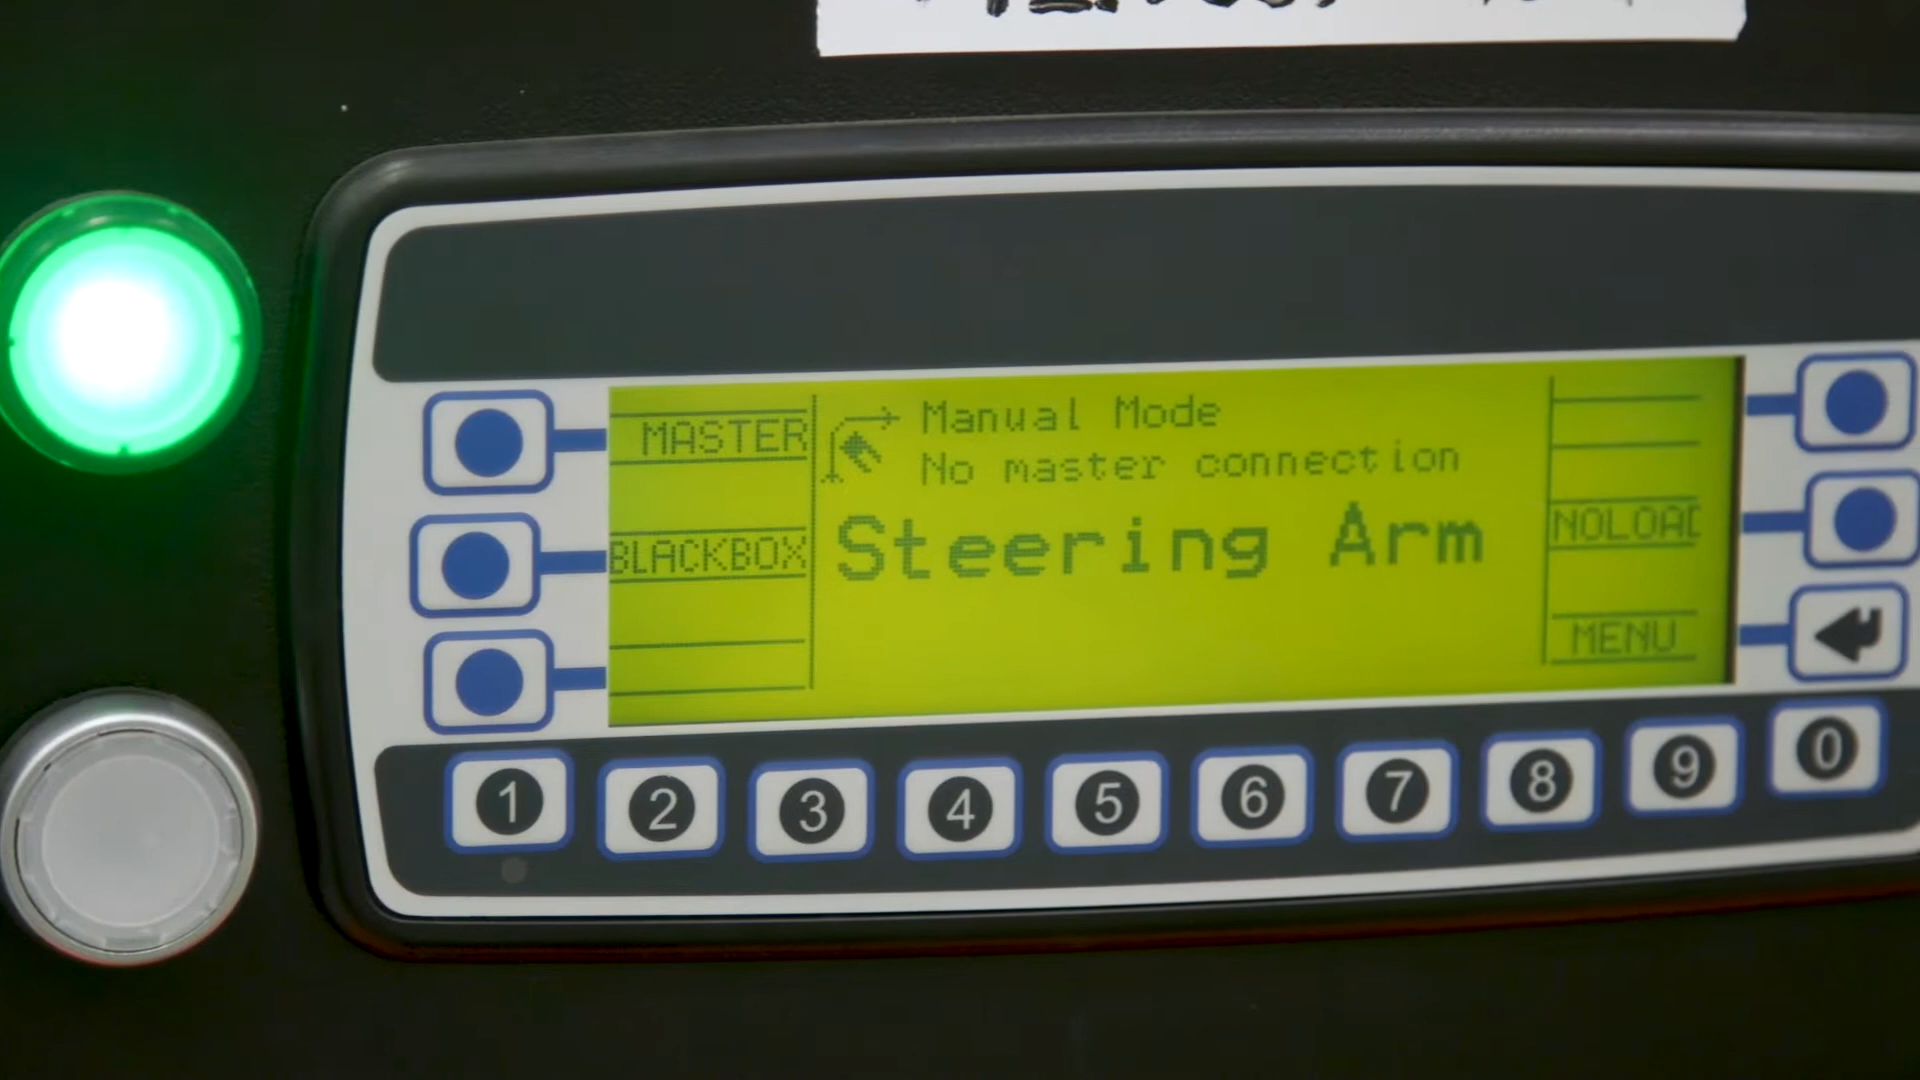 MASTER
Manual Mode
No master connection
BLACKBOX
Steering Arm
NOLOAD
MENU
1 2 3 4 5 6 7 8 9 0